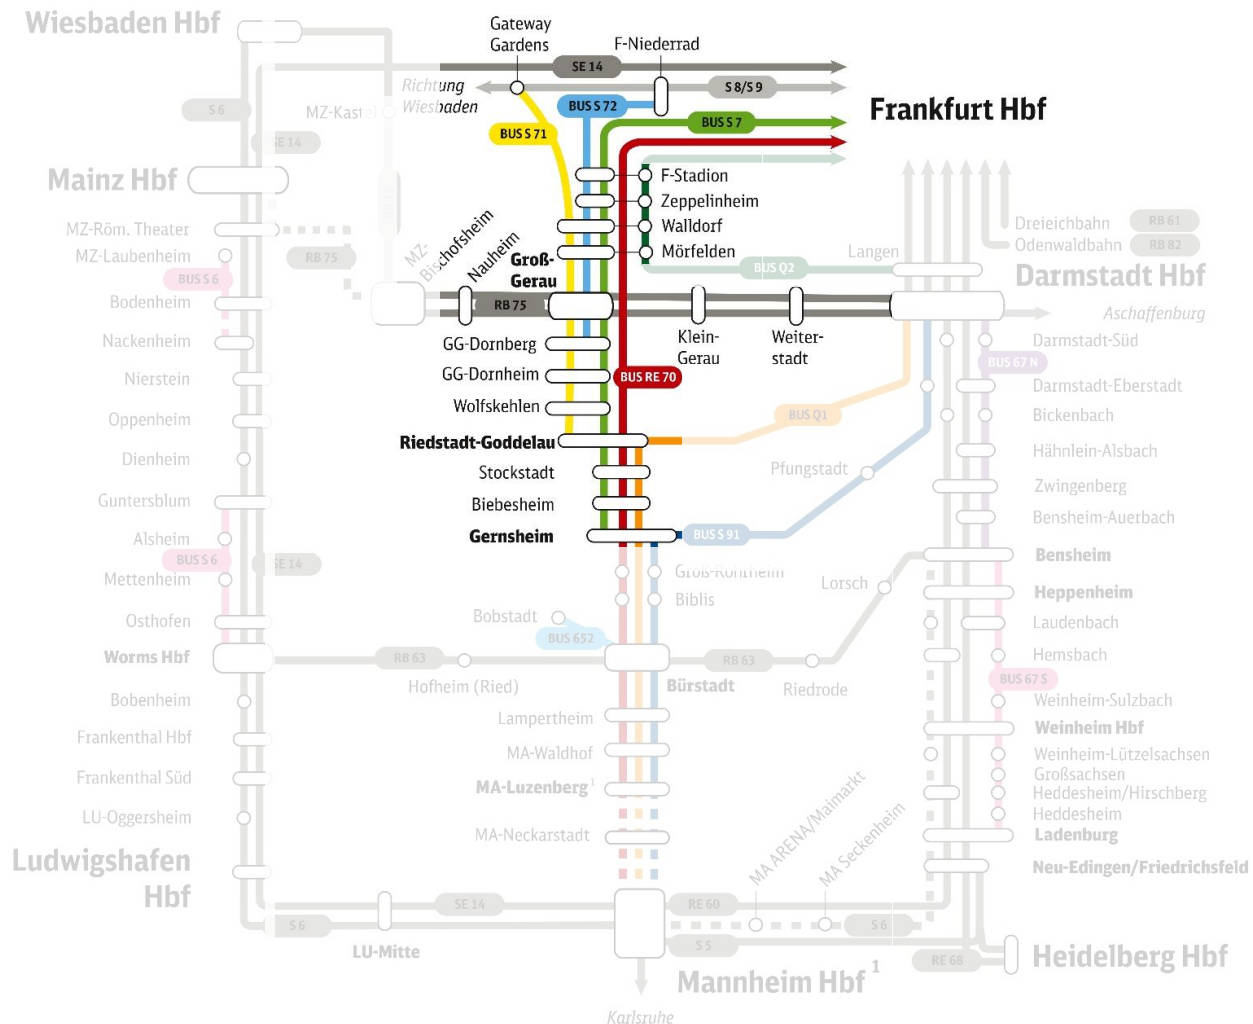 Wiesbaden Hbf
Gateway
Gardens
F-Niederrad
SE 14
Richtung
Wiesbaden
S 8/S 9
S 6
MZ-Kastel
BUS S 72
BUS S 7
Frankfurt Hbf
BUS S 71
SE 14
Mainz Hbf
F-Stadion
Zeppelinheim
MZ-Röm. Theater
Walldorf
Dreieichbahn
RB 61
Odenwaldbahn
RB 82
MZ-Laubenheim
RB 75
MZ-
Bischofsheim
Nauheim
Groß-
Gerau
Mörfelden
Langen
BUS Q2
Darmstadt Hbf
BUS S 6
Bodenheim
RB 75
Aschaffenburg
Nackenheim
GG-Dornberg
Klein-
Gerau
Weiter-
stadt
Darmstadt-Süd
BUS 67 N
Nierstein
GG-Dornheim
BUS RE 70
Darmstadt-Eberstadt
Oppenheim
Wolfskehlen
BUS Q1
Bickenbach
Riedstadt-Goddelau
Hähnlein-Alsbach
Dienheim
Stockstadt
Pfungstadt
Zwingenberg
Guntersblum
Biebesheim
Bensheim-Auerbach
Alsheim
Gernsheim
BUS S 91
BUS S 6
SE 14
Bensheim
Mettenheim
Groß-Rohrheim
Lorsch
Biblis
Heppenheim
Osthofen
Bobstadt
Laudenbach
BUS 652
Worms Hbf
RB 63
RB 63
Hemsbach
Hofheim (Ried)
Bürstadt
Riedrode
BUS 67 S
Bobenheim
Weinheim-Sulzbach
Lampertheim
Weinheim Hbf
Frankenthal Hbf
MA-Waldhof
Weinheim-Lützelsachsen
Frankenthal Süd
Großsachsen
MA-Luzenberg 1
Heddesheim/Hirschberg
LU-Oggersheim
Heddesheim
MA-Neckarstadt
MA ARENA/Maimarkt
MA Seckenheim
Ladenburg
Ludwigshafen
Hbf
Neu-Edingen/Friedrichsfeld
SE 14
RE 60
S 6
S 6
LU-Mitte
S 5
RE 68
Heidelberg Hbf
Mannheim Hbf 1
Karlsruhe